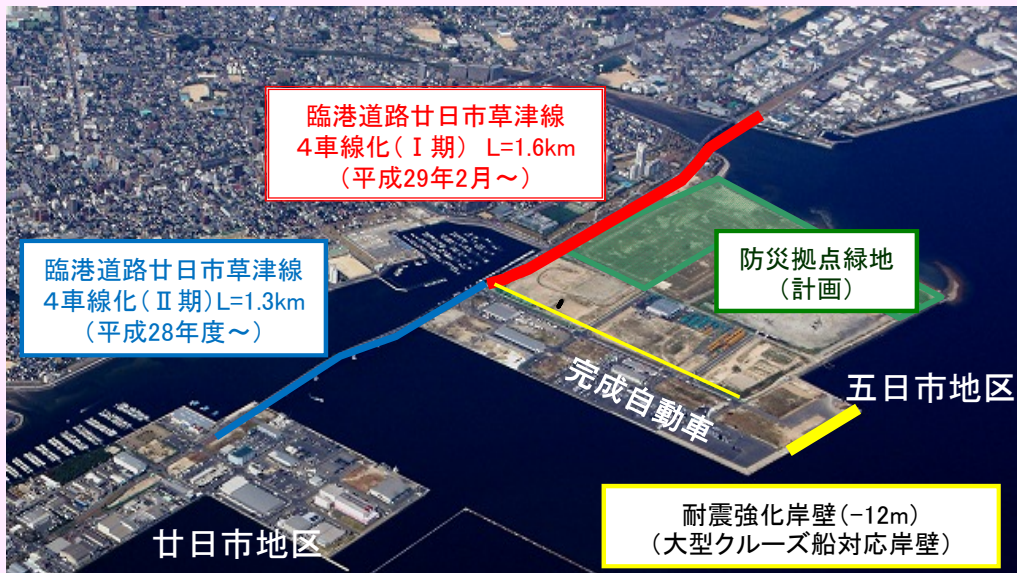 臨港道路廿日市草津線
４車線化(Ⅰ期) L=1.6km
(平成29年2月～)
臨港道路廿日市草津線
４車線化(Ⅱ期)L=1.3km
(平成28年度～)
防災拠点緑地
(計画)
完成自動車
五日市地区
廿日市地区
耐震強化岸壁(-12m)
(大型クルーズ船対応岸壁)